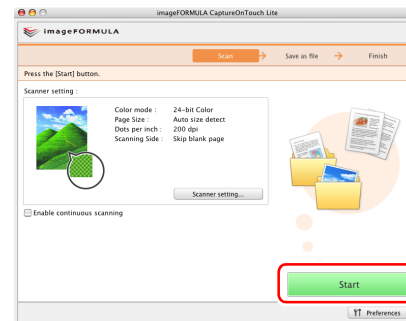 imageFORMULA CaptureOnTouch Lite
imageFORMULA
Scan → Save as file → Finish
Press the [Start] button.
Scanner setting :
Color mode : 24-bit Color
Page Size : Auto size detect
Dots per inch : 200 dpi
Scanning Side : Skip blank page
Scanner setting...
Enable continuous scanning
Start
Preferences